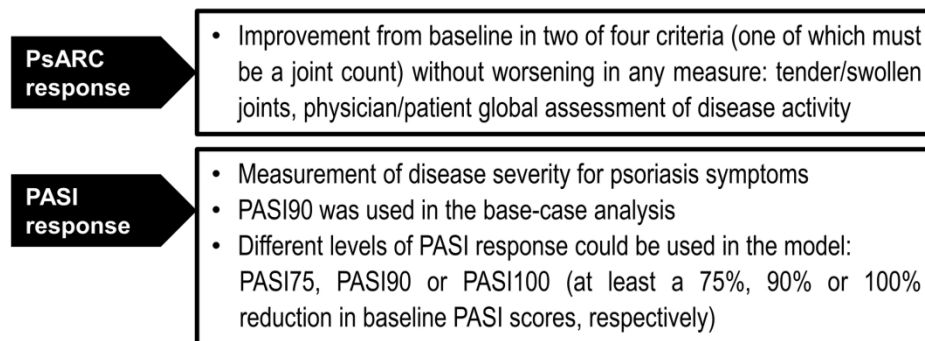 PsARC
response
• Improvement from baseline in two of four criteria (one of which must
be a joint count) without worsening in any measure: tender/swollen
joints, physician/patient global assessment of disease activity
PASI
response
• Measurement of disease severity for psoriasis symptoms
• PASI90 was used in the base-case analysis
• Different levels of PASI response could be used in the model:
PASI75, PASI90 or PASI100 (at least a 75%, 90% or 100%
reduction in baseline PASI scores, respectively)